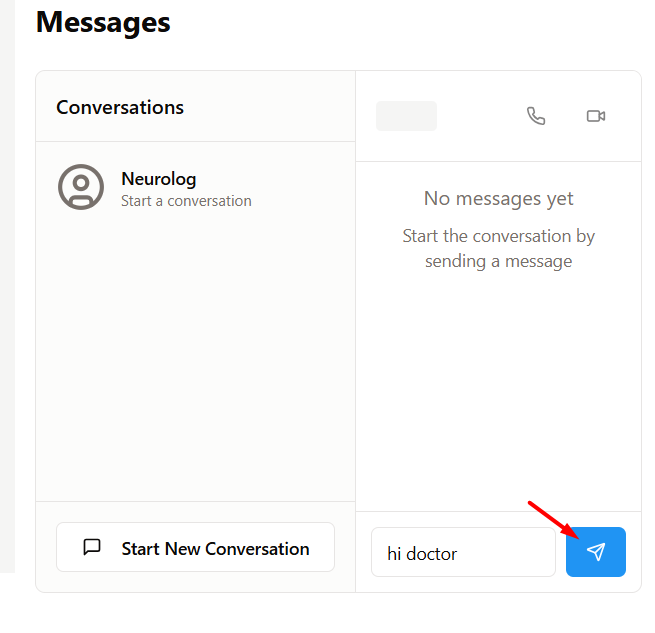 Messages
Conversations
Neurolog
Start a conversation
No messages yet
Start the conversation by
sending a message
Start New Conversation
hi doctor